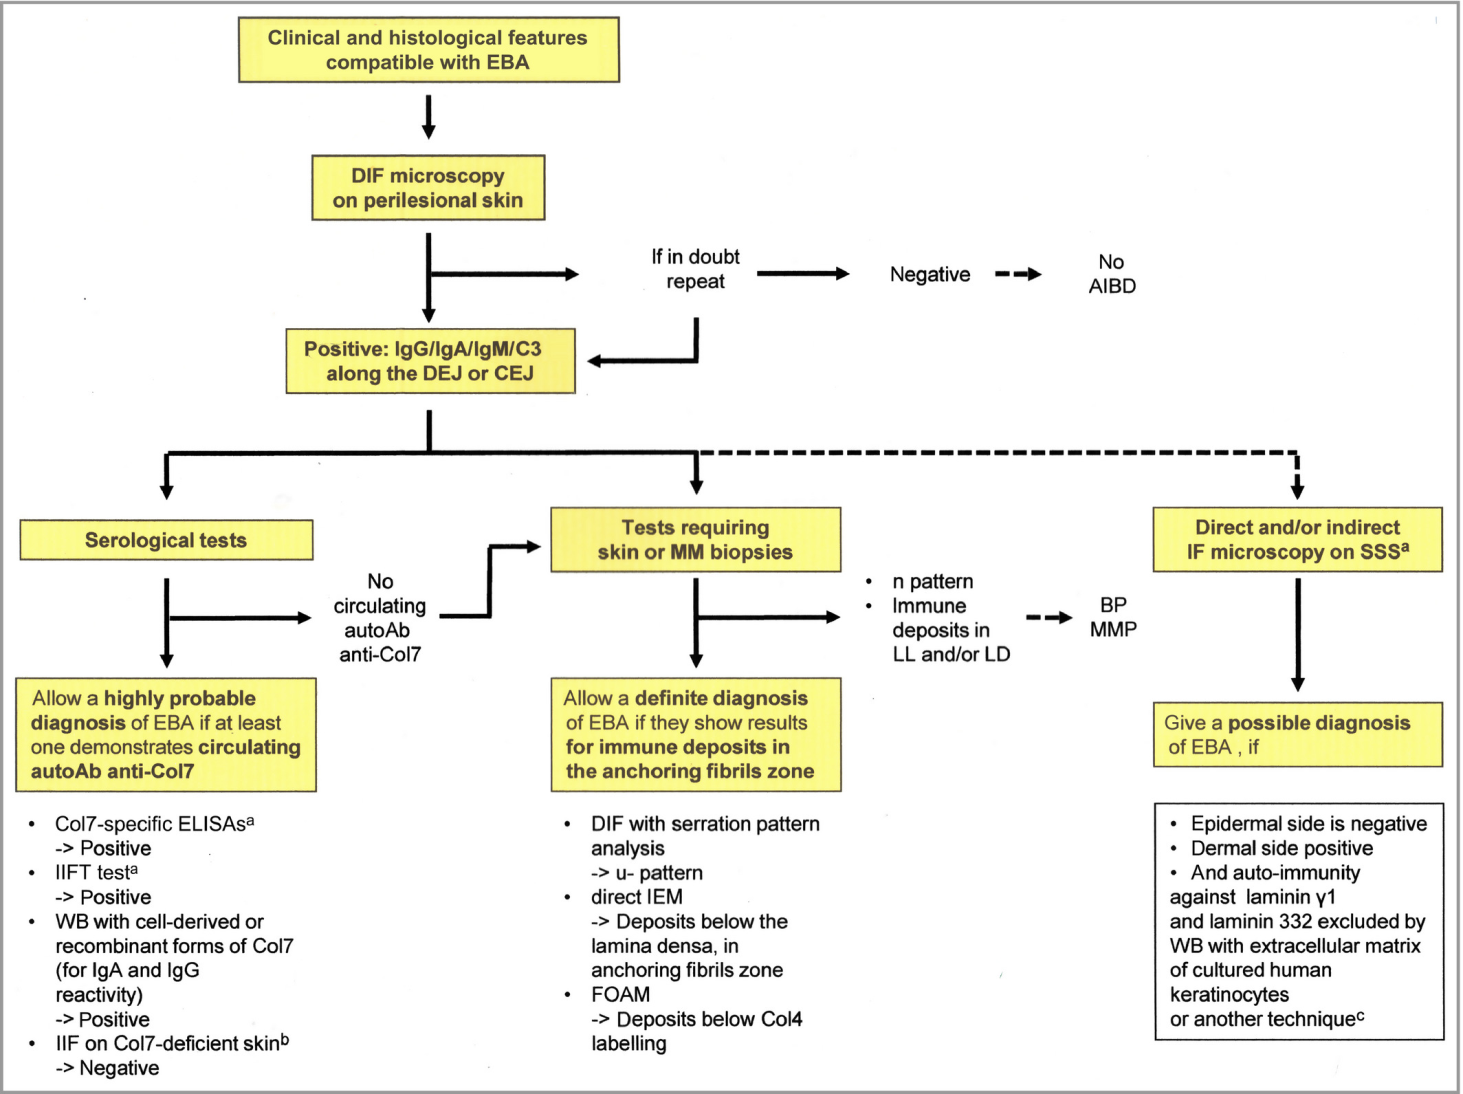 Clinical and histological features
compatible with EBA
DIF microscopy
on perilesional skin
If in doubt
repeat
Negative
No
AIBD
Positive: IgG/IgA/IgM/C3
along the DEJ or CEJ
Serological tests
Tests requiring
skin or MM biopsies
Direct and/or indirect
IF microscopy on SSSᵃ
No
circulating
autoAb
anti-Col7
• n pattern
• Immune
deposits in
LL and/or LD
BP
MMP
Allow a highly probable
diagnosis of EBA if at least
one demonstrates circulating
autoAb anti-Col7
Allow a definite diagnosis
of EBA if they show results
for immune deposits in
the anchoring fibrils zone
Give a possible diagnosis
of EBA , if
• Col7-specific ELISAsᵃ
-> Positive
• IIFT testᵃ
-> Positive
• WB with cell-derived or
recombinant forms of Col7
(for IgA and IgG
reactivity)
-> Positive
• IIF on Col7-deficient skinᵇ
-> Negative
• DIF with serration pattern
analysis
-> u- pattern
• direct IEM
-> Deposits below the
lamina densa, in
anchoring fibrils zone
• FOAM
-> Deposits below Col4
labelling
• Epidermal side is negative
• Dermal side positive
• And auto-immunity
against laminin γ1
and laminin 332 excluded by
WB with extracellular matrix
of cultured human
keratinocytes
or another techniqueᶜ